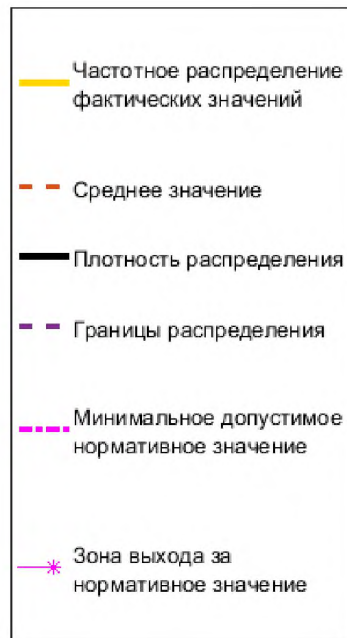 Частотное распределение
фактических значений
Среднее значение
Плотность распределения
Границы распределения
Минимальное допустимое
нормативное значение
Зона выхода за
нормативное значение